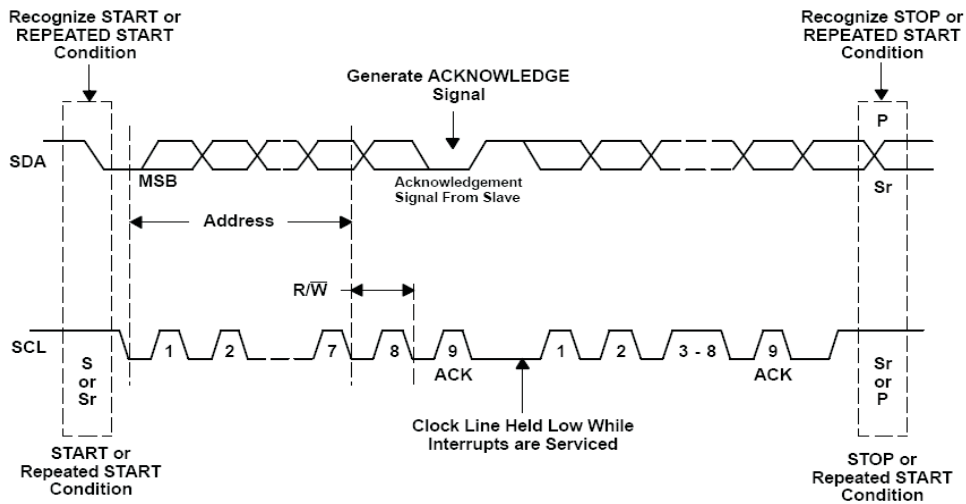 Recognize START or
REPEATED START
Condition
Recognize STOP or
REPEATED START
Condition
Generate ACKNOWLEDGE
Signal
P
SDA
MSB
Acknowledgement
Signal From Slave
Sr
Address
R/W̅
SCL
1
2
7
8
9
1
2
3 - 8
9
ACK
ACK
S
or
Sr
Sr
or
P
Clock Line Held Low While
Interrupts are Serviced
START or
Repeated START
Condition
STOP or
Repeated START
Condition